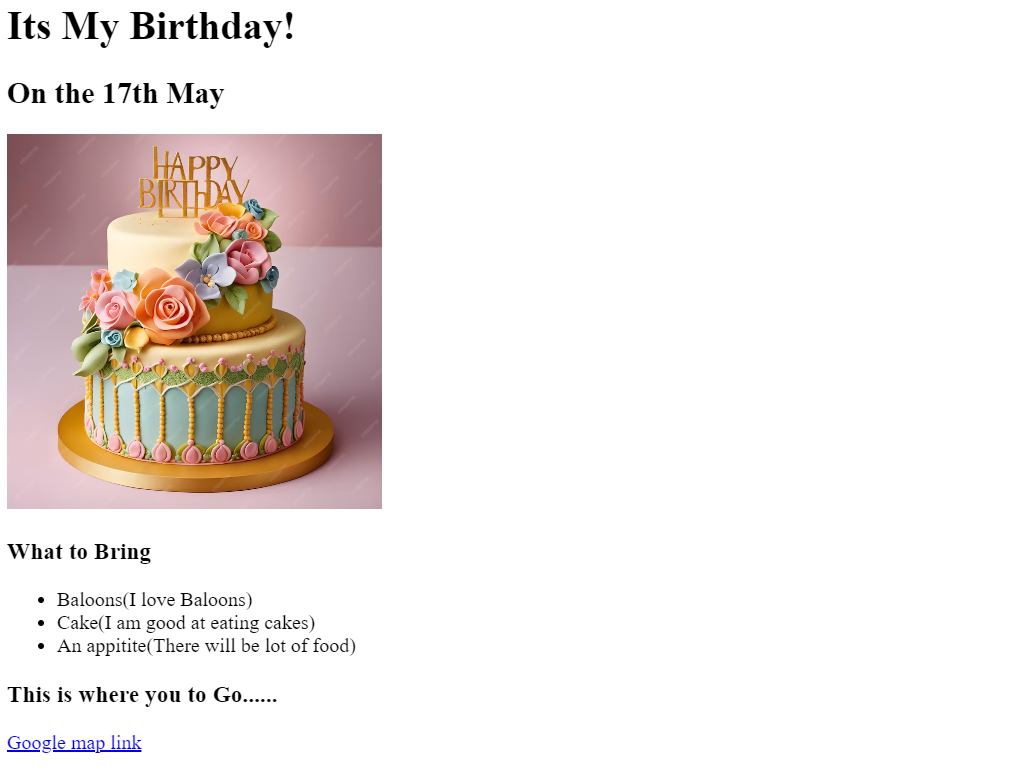 Its My Birthday!
On the 17th May
HAPPY
BIRTHDAY
What to Bring
Baloons(I love Baloons)
Cake(I am good at eating cakes)
An appitite(There will be lot of food)
This is where you to Go......
Google map link